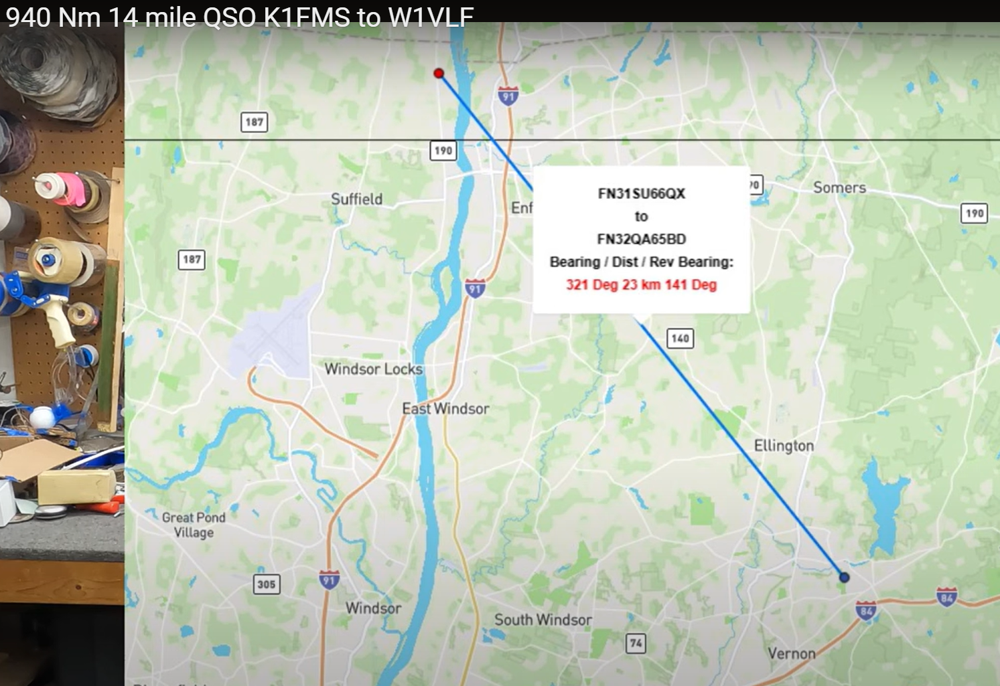 940 Nm 14 mile QSO K1FMS to W1VLF
91
187
190
Suffield
Enf
FN31SU66QX
to
FN32QA65BD
Bearing / Dist / Rev Bearing:
321 Deg 23 km 141 Deg
Somers
190
187
91
140
Windsor Locks
East Windsor
Ellington
Great Pond
Village
305
91
Windsor
South Windsor
74
84
84
Vernon